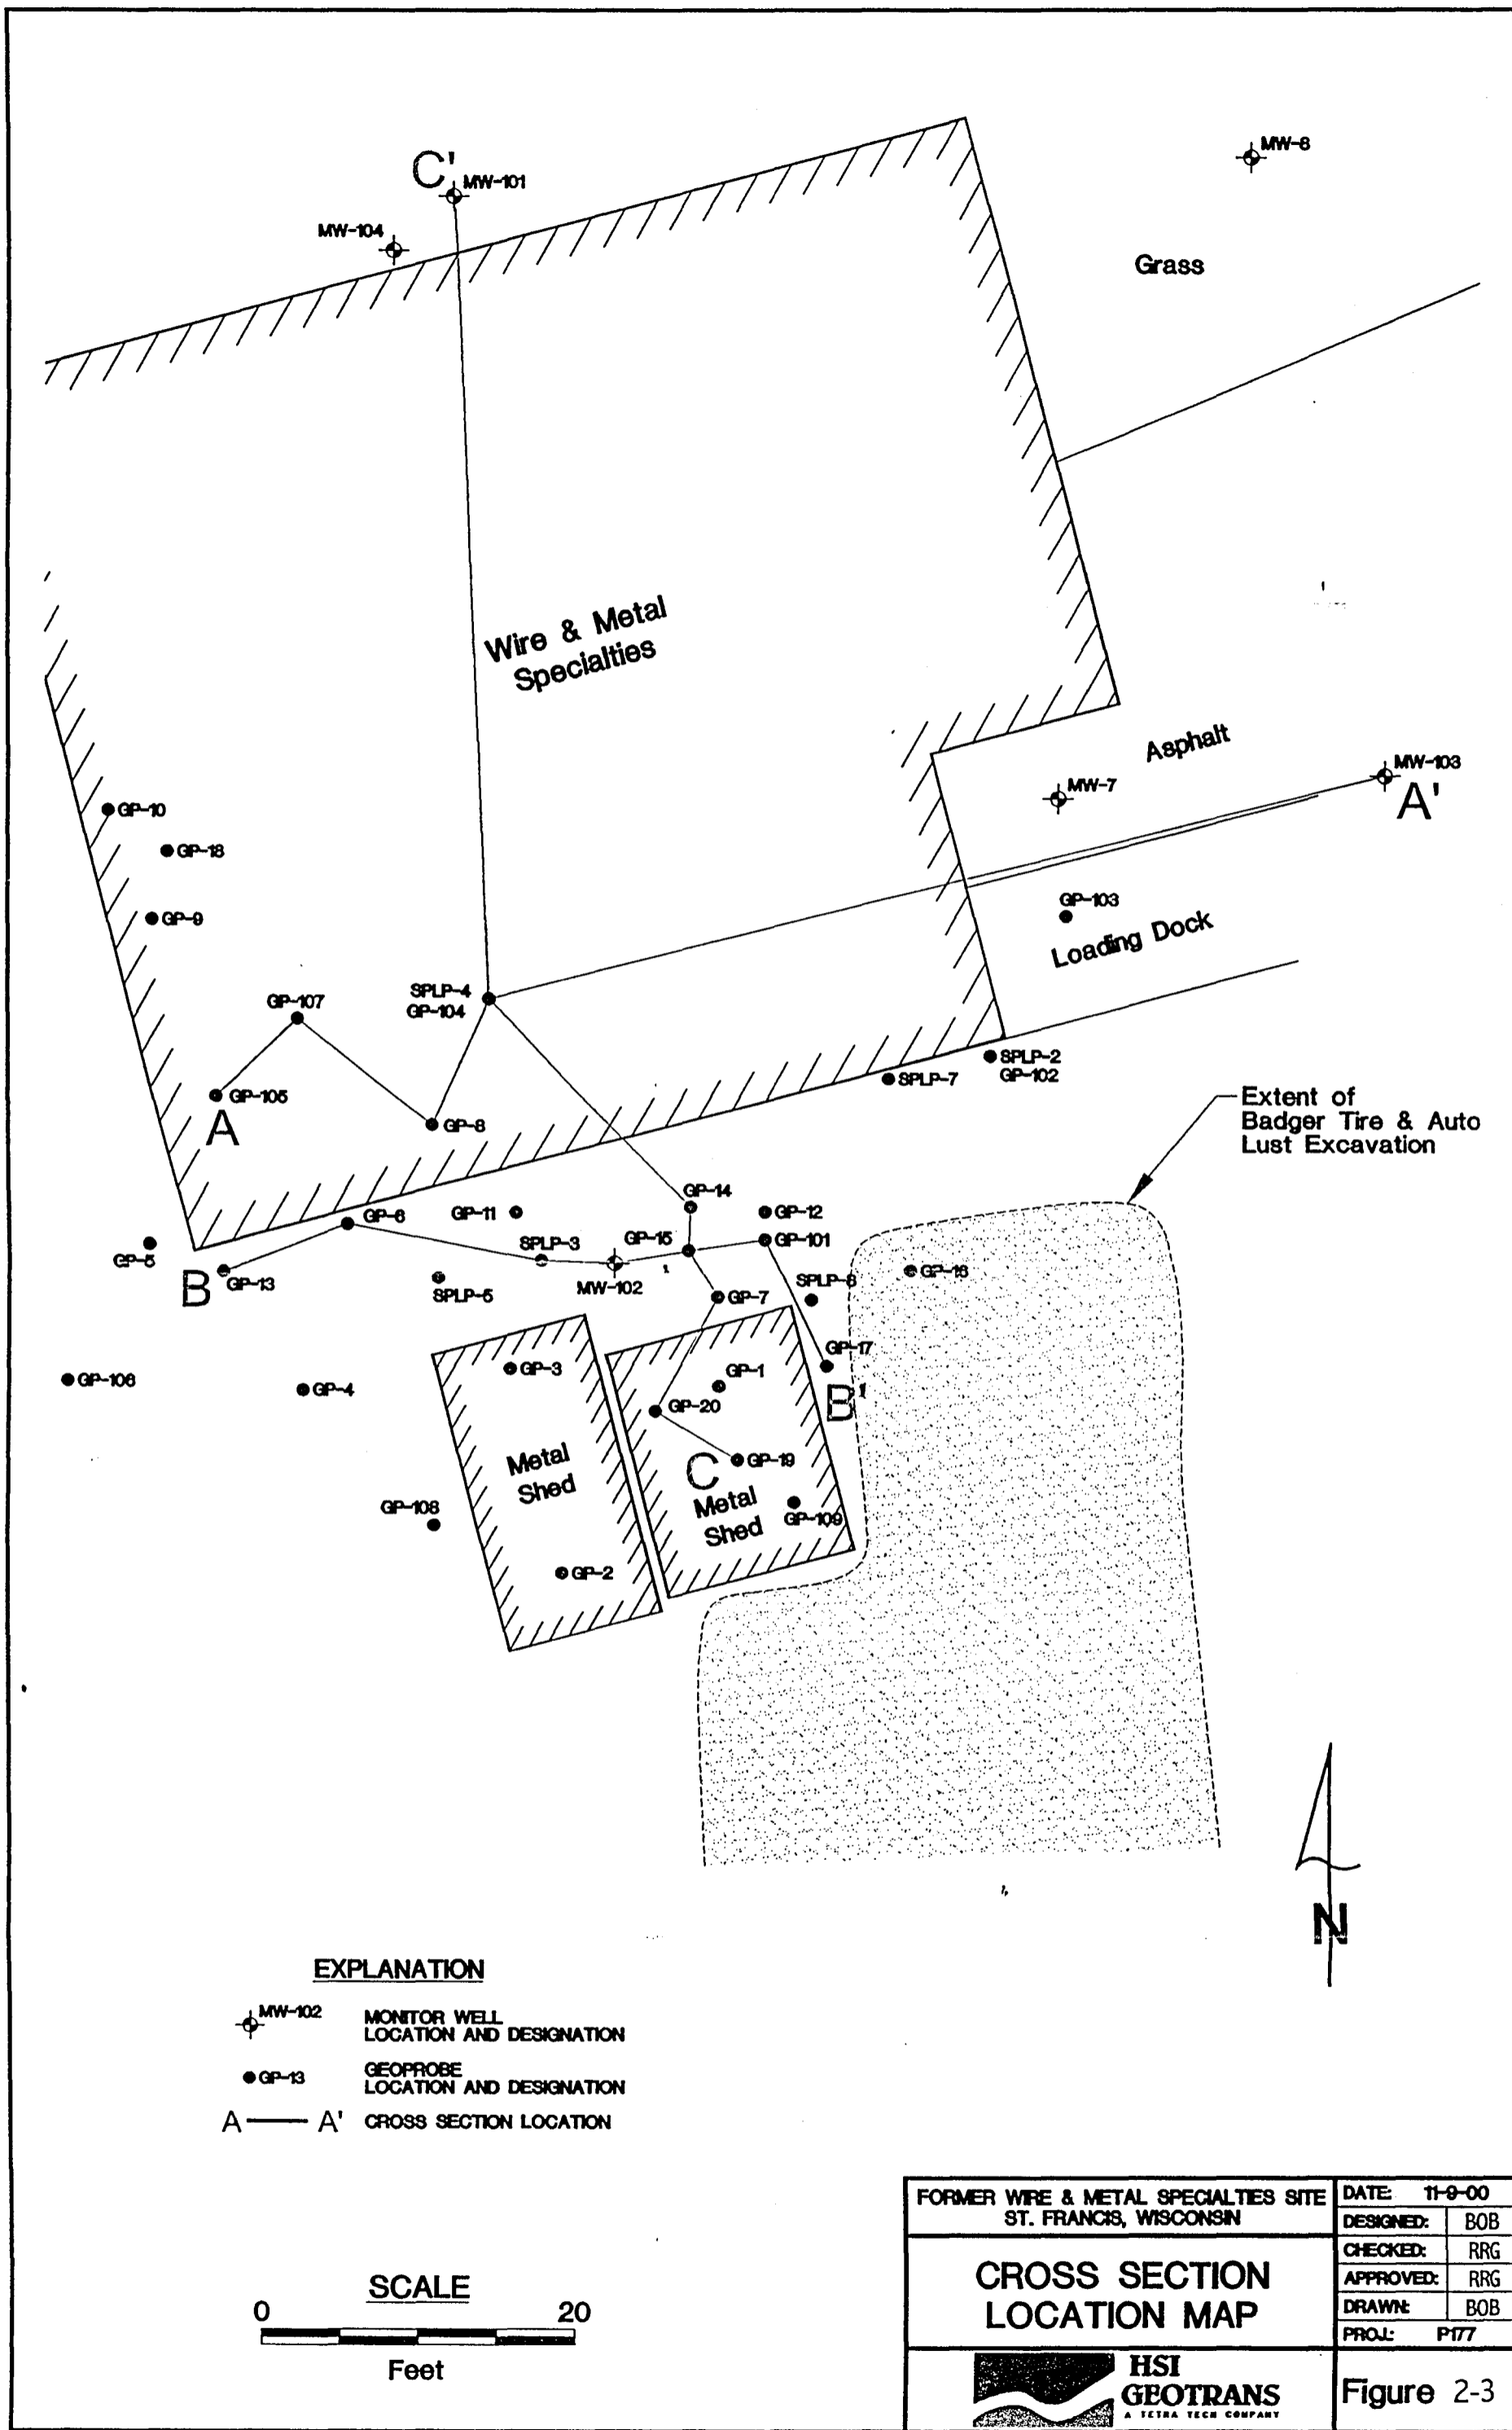 C'
MW-101
MW-104
MW-8
Grass
Wire & Metal
Specialties
Asphalt
MW-103
A'
MW-7
GP-10
GP-18
GP-9
GP-103
Loading Dock
GP-107
SPLP-4
GP-104
GP-105
A
GP-8
SPLP-7
SPLP-2
GP-102
Extent of
Badger Tire & Auto
Lust Excavation
GP-14
GP-6
GP-11
GP-12
GP-15
GP-101
SPLP-3
GP-5
B
GP-13
SPLP-5
MW-102
GP-7
SPLP-6
GP-16
GP-17
B'
GP-106
GP-4
GP-3
GP-1
GP-20
GP-19
C
Metal
Shed
Metal
Shed
GP-109
GP-108
GP-2
N
EXPLANATION
MW-102
MONITOR WELL
LOCATION AND DESIGNATION
GP-13
GEOPROBE
LOCATION AND DESIGNATION
A A' CROSS SECTION LOCATION
SCALE
0 20
Feet
FORMER WIRE & METAL SPECIALTIES SITE
ST. FRANCIS, WISCONSIN
CROSS SECTION
LOCATION MAP
HSI
GEOTRANS
A TETRA TECH COMPANY
DATE: 11-9-00
DESIGNED: BOB
CHECKED: RRG
APPROVED: RRG
DRAWN: BOB
PROJ.: P177
Figure 2-3